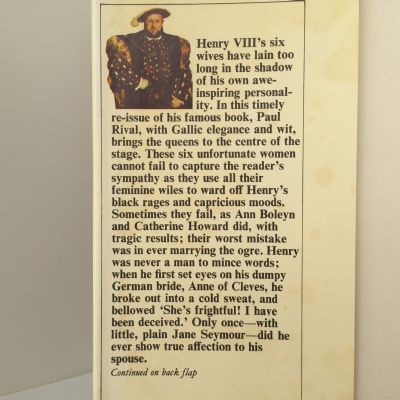 Henry VIII's six
wives have lain too
long in the shadow
of his own awe-
inspiring personal-
ity. In this timely
re-issue of his famous book, Paul
Rival, with Gallic elegance and wit,
brings the queens to the centre of the
stage. These six unfortunate women
cannot fail to capture the reader's
sympathy as they use all their
feminine wiles to ward off Henry's
black rages and capricious moods.
Sometimes they fail, as Ann Boleyn
and Catherine Howard did, with
tragic results; their worst mistake
was in ever marrying the ogre. Henry
was never a man to mince words;
when he first set eyes on his dumpy
German bride, Anne of Cleves, he
broke out into a cold sweat, and
bellowed 'She's frightful! I have
been deceived.' Only once—with
little, plain Jane Seymour—did he
ever show true affection to his
spouse.
Continued on back flap